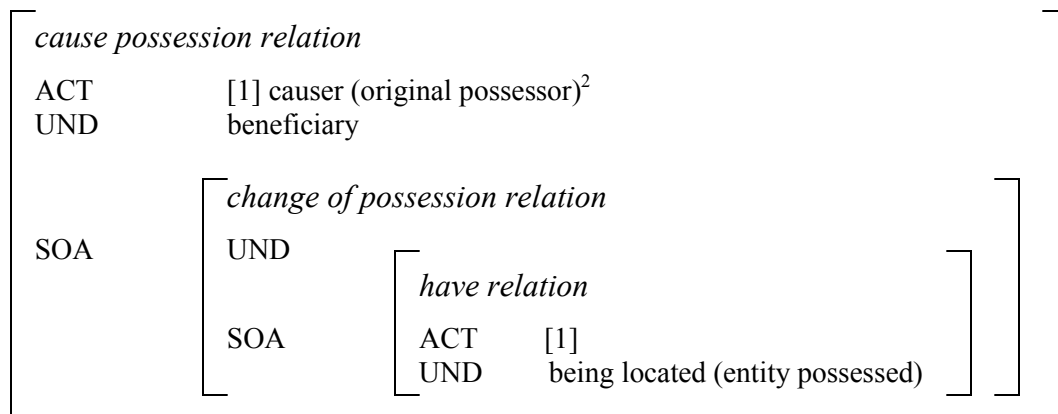 cause possession relation
ACT [1] causer (original possessor)²
UND beneficiary
change of possession relation
SOA UND
have relation
SOA ACT [1]
UND being located (entity possessed)